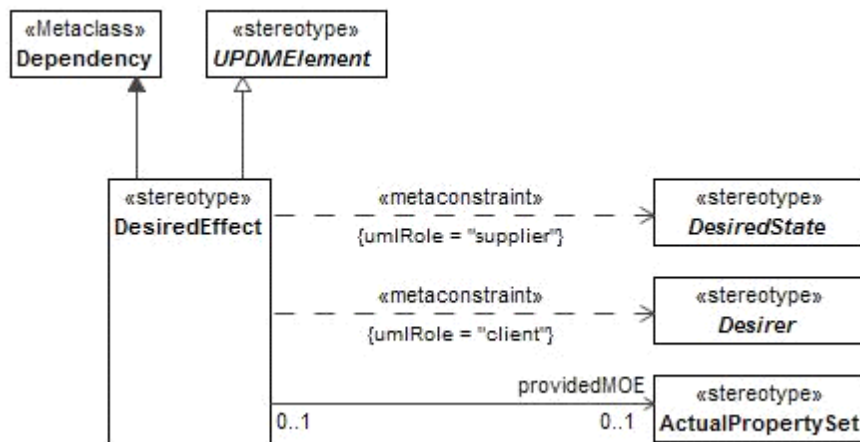 «Metaclass»
Dependency
«stereotype»
UPDMElement
«stereotype»
DesiredEffect
«metaconstraint»
{umlRole = "supplier"}
«stereotype»
DesiredState
«metaconstraint»
{umlRole = "client"}
«stereotype»
Desirer
providedMOE
0..1
0..1
«stereotype»
ActualPropertySet